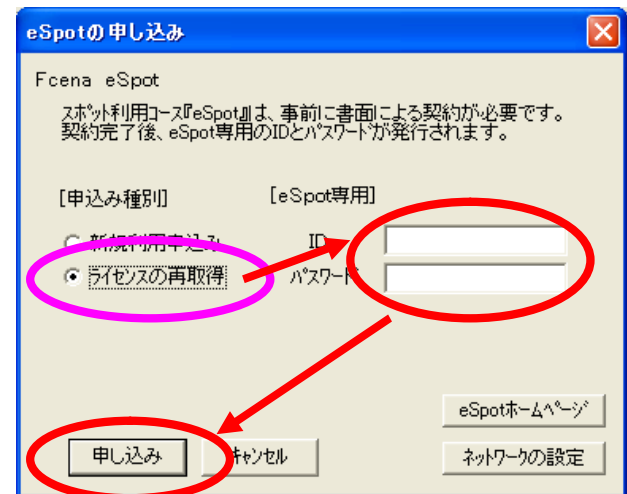 eSpotの申し込み
Fcena eSpot
スポット利用コース『eSpot』は、事前に書面による契約が必要です。
契約完了後、eSpot専用のIDとパスワードが発行されます。
[申込み種別] [eSpot専用]
新規利用申込み ID
ライセンスの再取得 パスワード
eSpotホームページ
申し込み キャンセル ネットワークの設定